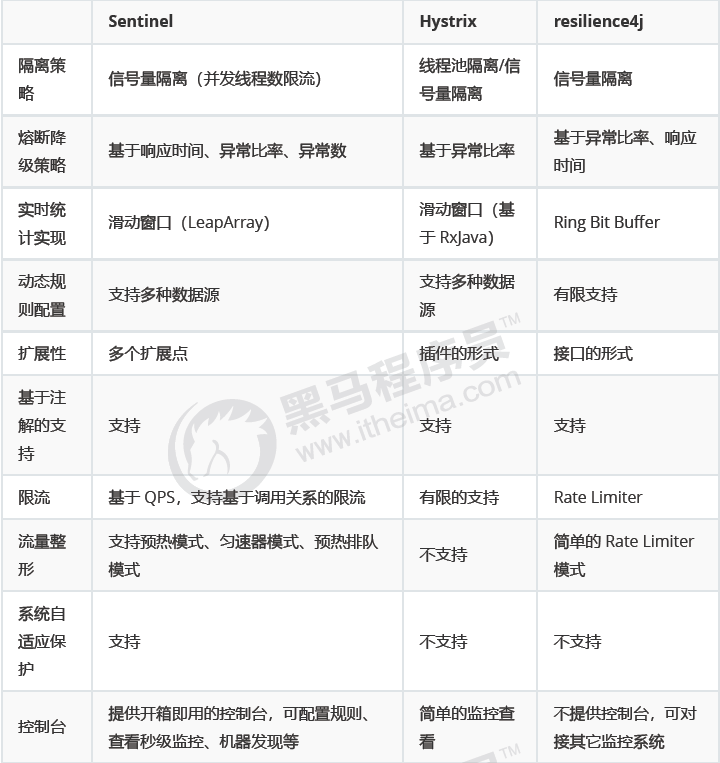 Sentinel Hystrix resilience4j
隔离策
略
信号量隔离（并发线程数限流）
线程池隔离/信
号量隔离
信号量隔离
熔断降
级策略
基于响应时间、异常比率、异常数
基于异常比率
基于异常比率、响应
时间
实时统
计实现
滑动窗口（LeapArray）
滑动窗口（基
于 RxJava）
Ring Bit Buffer
动态规
则配置
支持多种数据源
支持多种数据
源
有限支持
扩展性
多个扩展点
插件的形式
接口的形式
基于注
解的支
持
支持
支持
支持
限流
基于 QPS，支持基于调用关系的限流
有限的支持
Rate Limiter
流量整
形
支持预热模式、匀速器模式、预热排队
模式
不支持
简单的 Rate Limiter
模式
系统自
适应保
护
支持
不支持
不支持
控制台
提供开箱即用的控制台，可配置规则、
查看秒级监控、机器发现等
简单的监控查
看
不提供控制台，可对
接其它监控系统
黑马程序员™
www.itheima.com
™